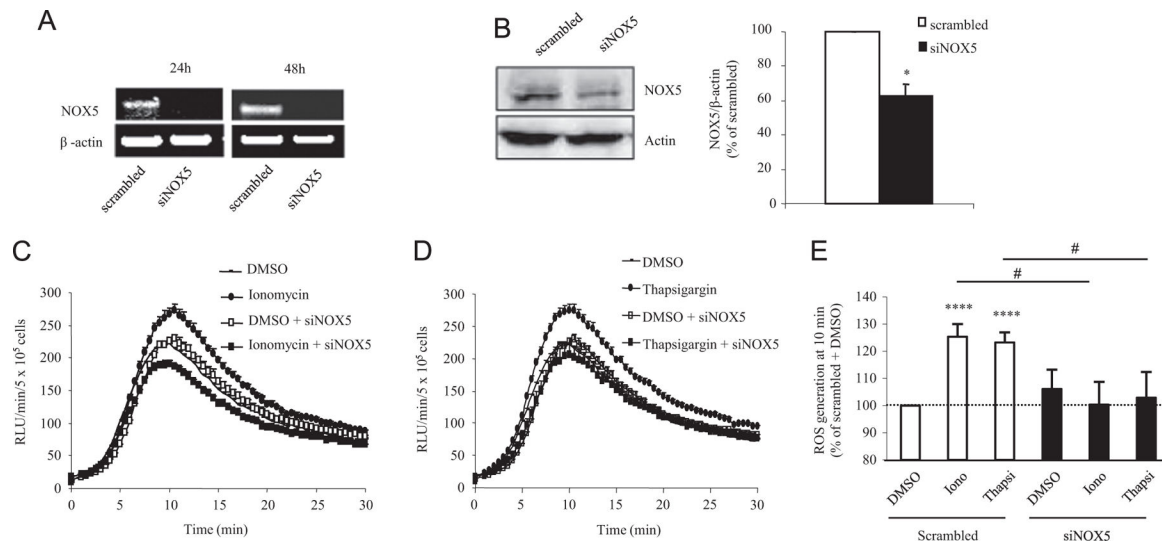 A
24h
48h
NOX5
β -actin
scrambled
siNOX5
scrambled
siNOX5
B
scrambled
siNOX5
NOX5
Actin
scrambled
siNOX5
NOX5/β-actin
(% of scrambled)
100
80
60
40
20
0
*
C
DMSO
Ionomycin
DMSO + siNOX5
Ionomycin + siNOX5
RLU/min/5 x 10⁵ cells
300
250
200
150
100
50
0
0
5
10
15
20
25
30
Time (min)
D
DMSO
Thapsigargin
DMSO + siNOX5
Thapsigargin + siNOX5
RLU/min/5 x 10⁵ cells
300
250
200
150
100
50
0
0
5
10
15
20
25
30
Time (min)
E
#
#
ROS generation at 10 min
(% of scrambled + DMSO)
140
130
120
110
100
90
80
****
****
DMSO
Iono
Thapsi
DMSO
Iono
Thapsi
Scrambled
siNOX5